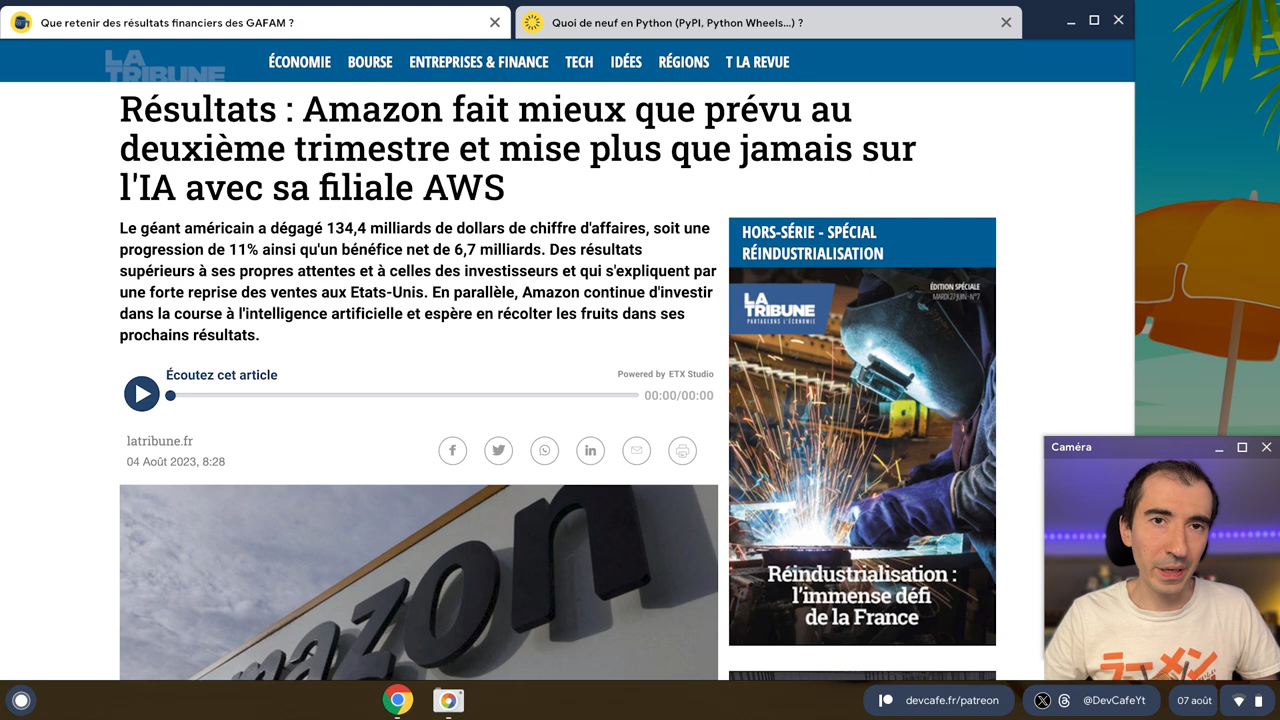 Que retenir des résultats financiers des GAFAM ?
Quoi de neuf en Python (PyPI, Python Wheels...) ?
LA TRIBUNE
ÉCONOMIE BOURSE ENTREPRISES & FINANCE TECH IDÉES RÉGIONS T LA REVUE
Résultats : Amazon fait mieux que prévu au
deuxième trimestre et mise plus que jamais sur
l'IA avec sa filiale AWS
Le géant américain a dégagé 134,4 milliards de dollars de chiffre d'affaires, soit une
progression de 11% ainsi qu'un bénéfice net de 6,7 milliards. Des résultats
supérieurs à ses propres attentes et à celles des investisseurs et qui s'expliquent par
une forte reprise des ventes aux Etats-Unis. En parallèle, Amazon continue d'investir
dans la course à l'intelligence artificielle et espère en récolter les fruits dans ses
prochains résultats.
Écoutez cet article
Powered by ETX Studio
00:00/00:00
latribune.fr
04 Août 2023, 8:28
amazon
HORS-SÉRIE - SPÉCIAL
RÉINDUSTRIALISATION
ÉDITION SPÉCIALE
MARDI 27 JUIN - N°7
LA
TRIBUNE
PARTAGEONS L'ÉCONOMIE
Réindustrialisation :
l'immense défi
de la France
Caméra
ラーメン
devcafe.fr/patreon
@DevCafeYt
07 août